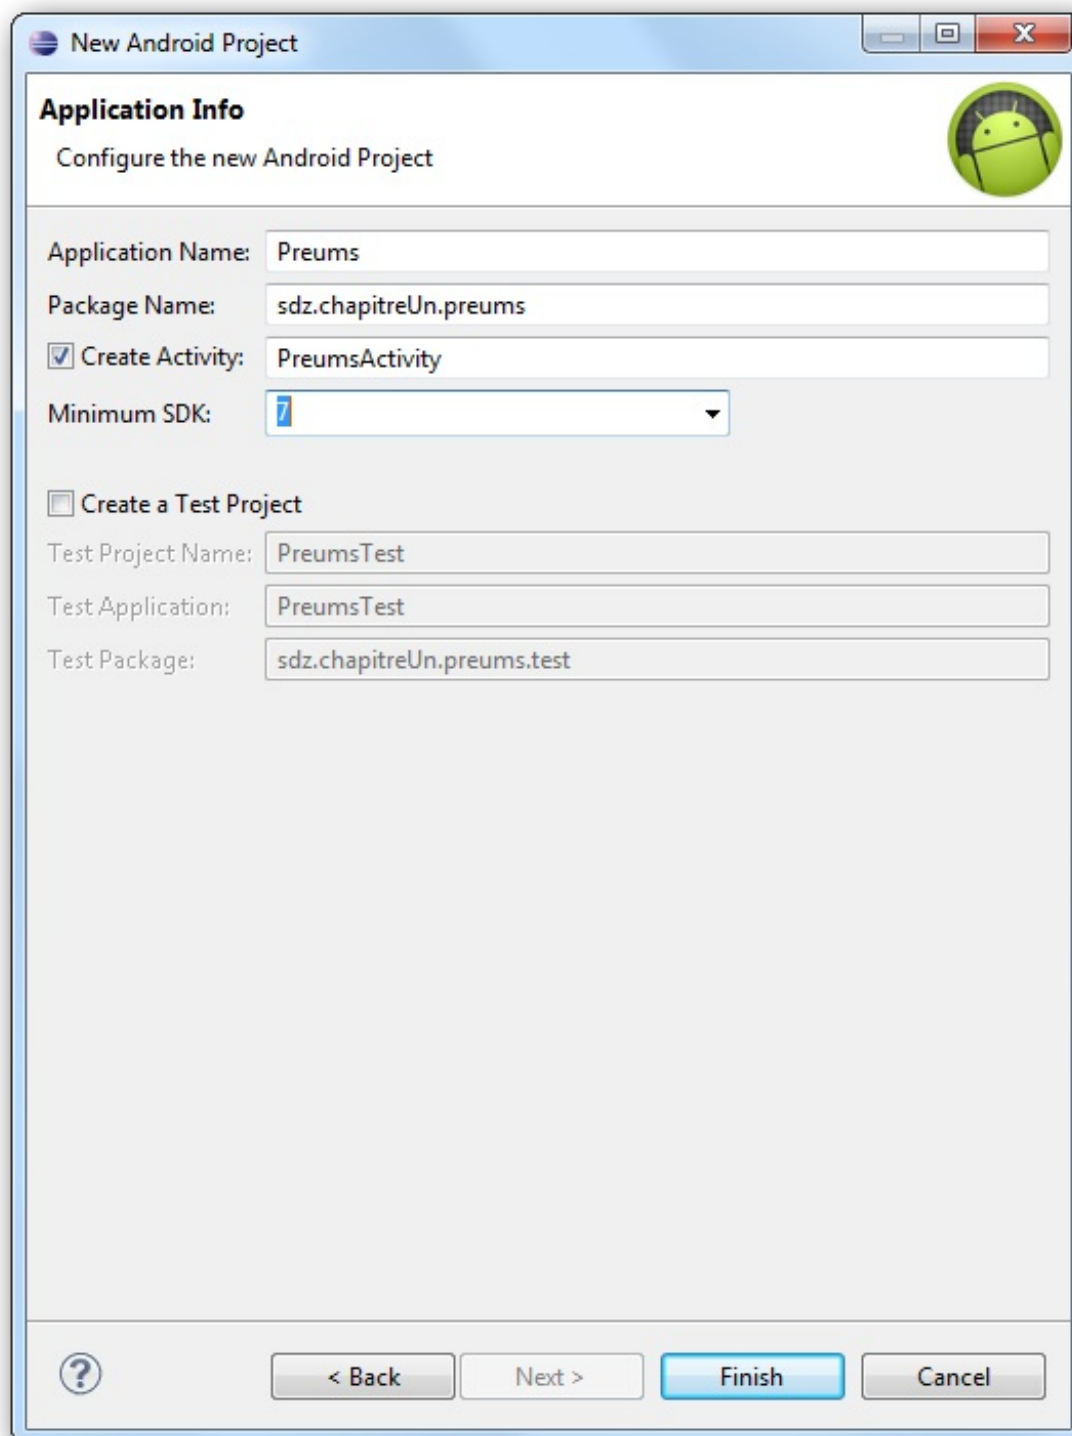 New Android Project
Application Info
Configure the new Android Project
Application Name: Preums
Package Name: sdz.chapitreUn.preums
Create Activity: PreumsActivity
Minimum SDK: 7
Create a Test Project
Test Project Name: PreumsTest
Test Application: PreumsTest
Test Package: sdz.chapitreUn.preums.test
? < Back Next > Finish Cancel